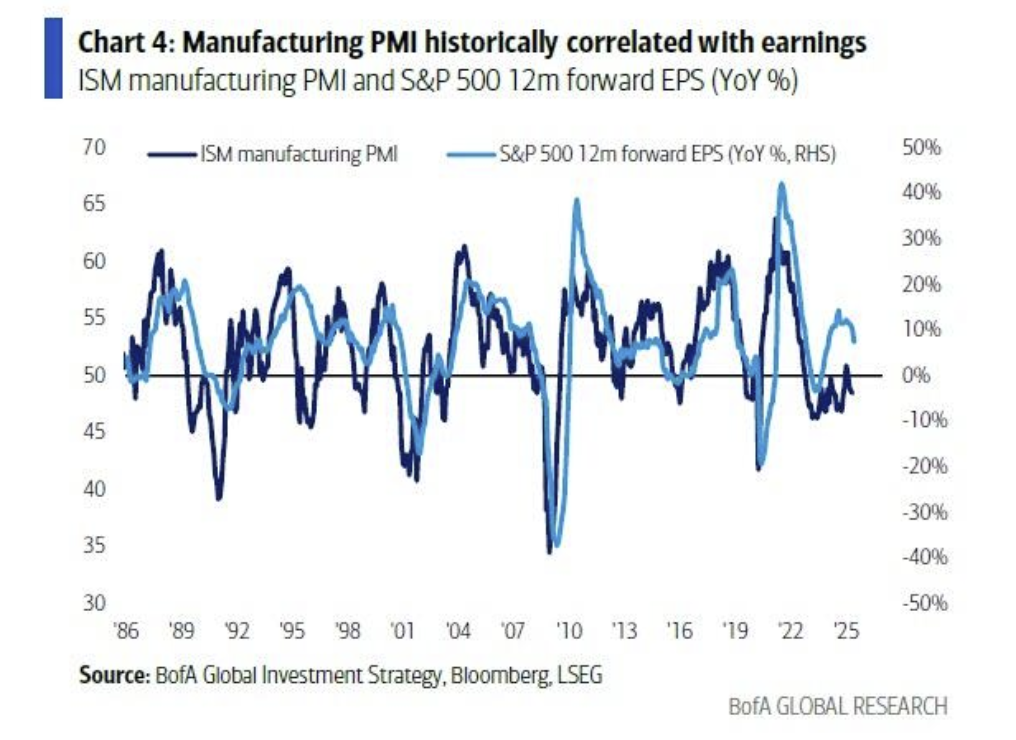 Chart 4: Manufacturing PMI historically correlated with earnings
ISM manufacturing PMI and S&P 500 12m forward EPS (YoY %)
ISM manufacturing PMI
S&P 500 12m forward EPS (YoY %, RHS)
70
65
60
55
50
45
40
35
30
50%
40%
30%
20%
10%
0%
-10%
-20%
-30%
-40%
-50%
'86 '89 '92 '95 '98 '01 '04 '07 '10 '13 '16 '19 '22 '25
Source: BofA Global Investment Strategy, Bloomberg, LSEG
BofA GLOBAL RESEARCH